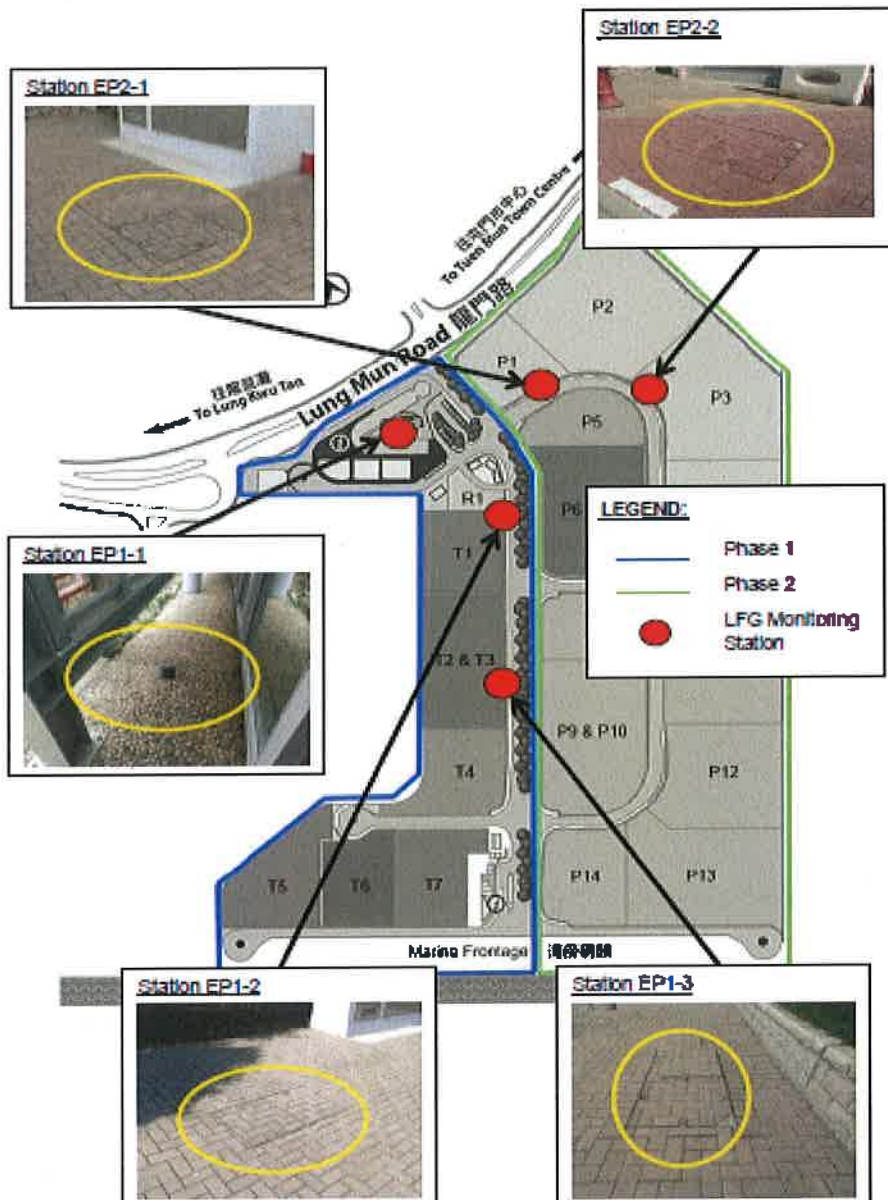 Station EP2-2
Station EP2-1
往屯門市中心
To Tuen Mun Town Centre
Lung Mun Road 龍門路
往龍鼓灘
To Lung Kwu Tan
P2
P1
P3
P5
P6
R1
T1
Station EP1-1
LEGEND:
Phase 1
Phase 2
LFG Monitoring
Station
T2 & T3
P9 & P10
T4
P12
T5
T6
T7
P14
P13
Marine Frontage
Station EP1-2
Station EP1-3